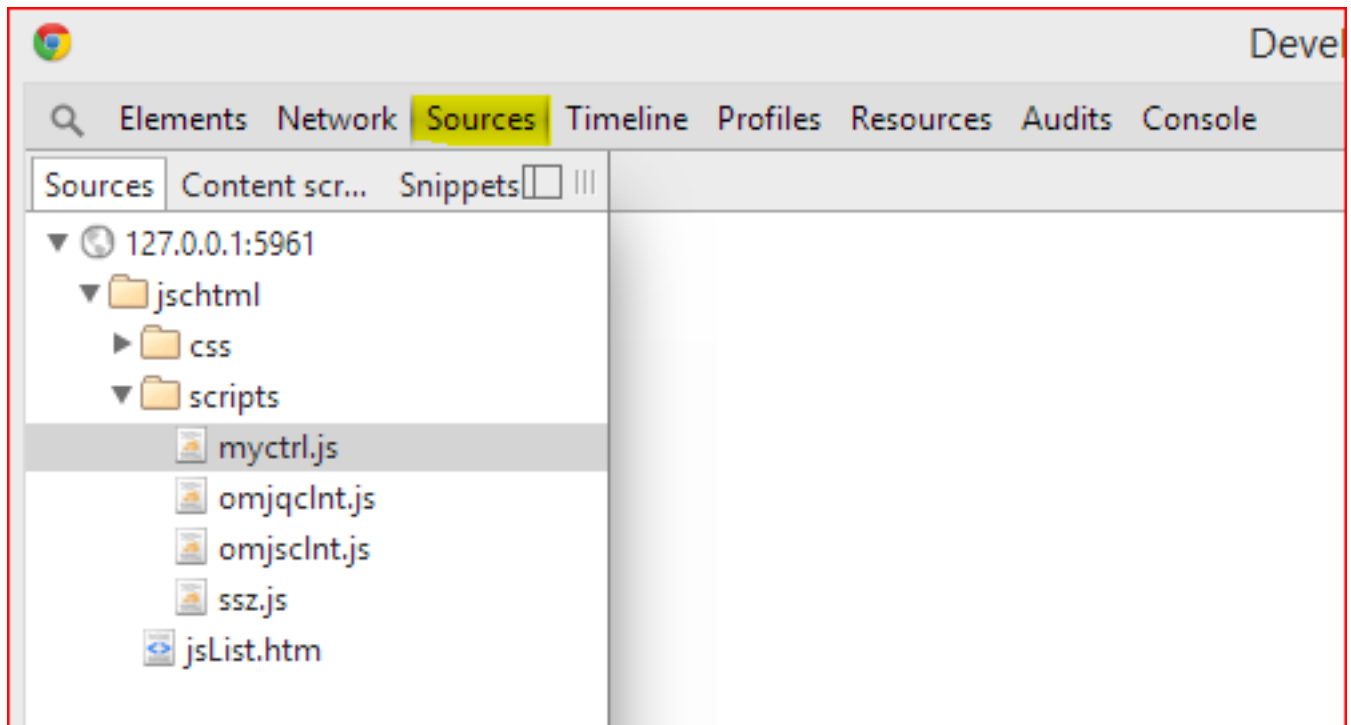 Devel
Elements Network Sources Timeline Profiles Resources Audits Console
Sources Content scr... Snippets
127.0.0.1:5961
jschtml
css
scripts
myctrl.js
omjqclnt.js
omjsclnt.js
ssz.js
jsList.htm